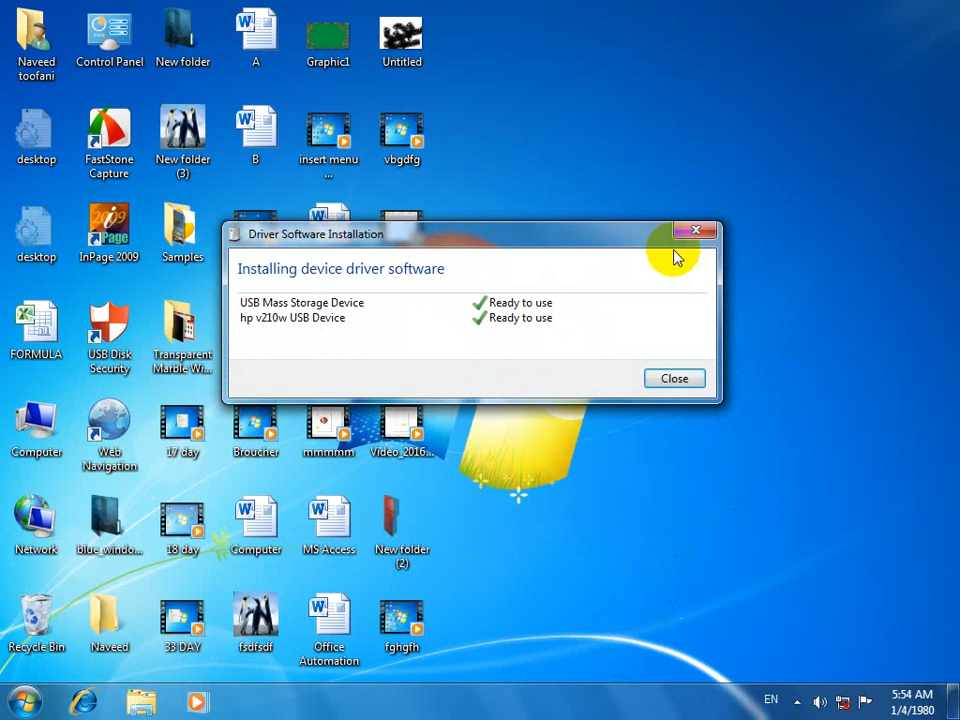 Naveed
toofani
Control Panel
New folder
A
Graphic1
Untitled
desktop
FastStone
Capture
New folder
(3)
B
insert menu
...
vbgdfg
desktop
2009
InPage
InPage 2009
Samples
FORMULA
USB Disk
Security
Transparent
Marble Wi...
Driver Software Installation
Installing device driver software
USB Mass Storage Device Ready to use
hp v210w USB Device Ready to use
Close
Computer
Web
Navigation
17 day
Broucher
mmmmm
Video_2016...
Network
blue_windo...
18 day
Computer
MS Access
New folder
(2)
Recycle Bin
Naveed
33 DAY
fsdfsdf
Office
Automation
fghgfh
EN
5:54 AM
1/4/1980